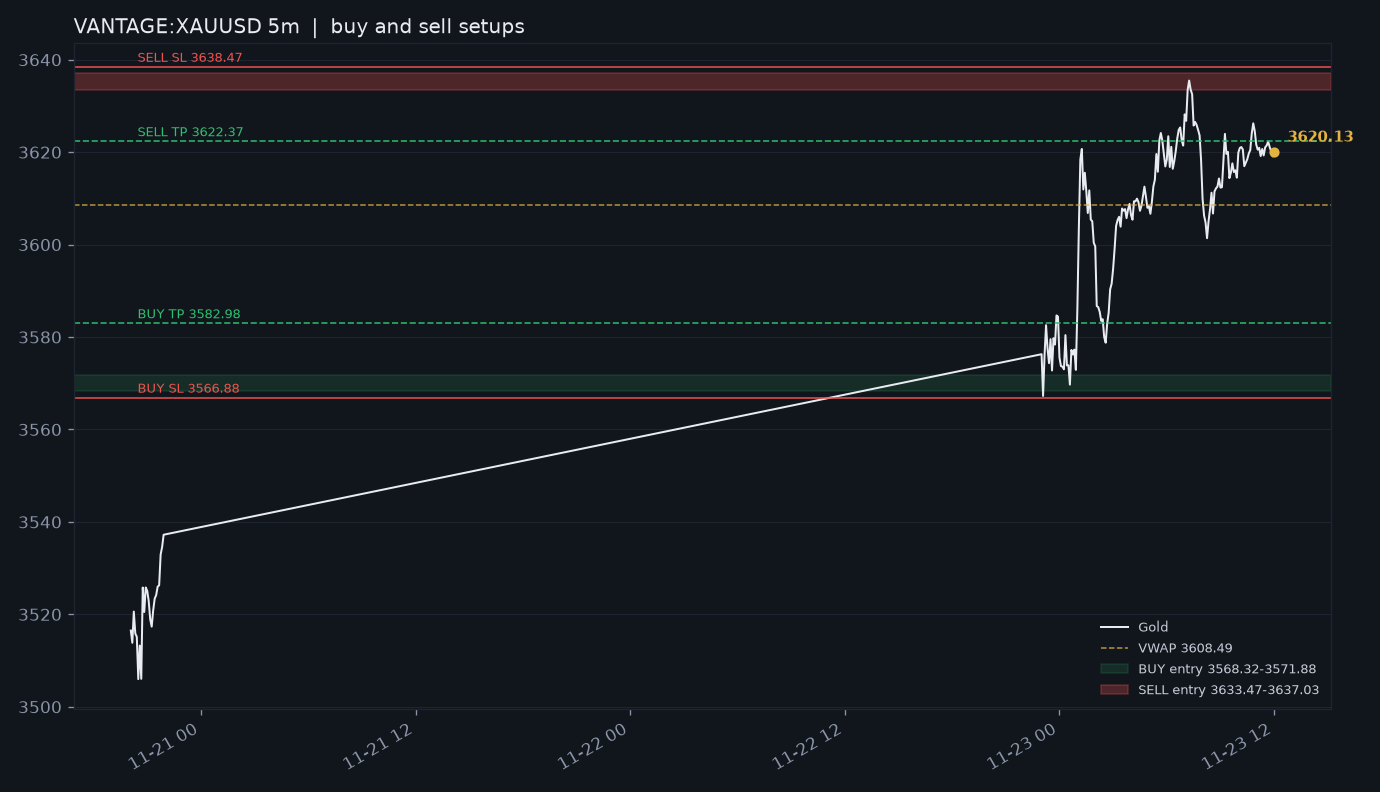 VANTAGE:XAUUSD 5m | buy and sell setups
3640
SELL SL 3638.47
SELL TP 3622.37
3620.13
3620
3600
BUY TP 3582.98
3580
BUY SL 3566.88
3560
3540
3520
3500
Gold
VWAP 3608.49
BUY entry 3568.32-3571.88
SELL entry 3633.47-3637.03
11-21 00
11-21 12
11-22 00
11-22 12
11-23 00
11-23 12